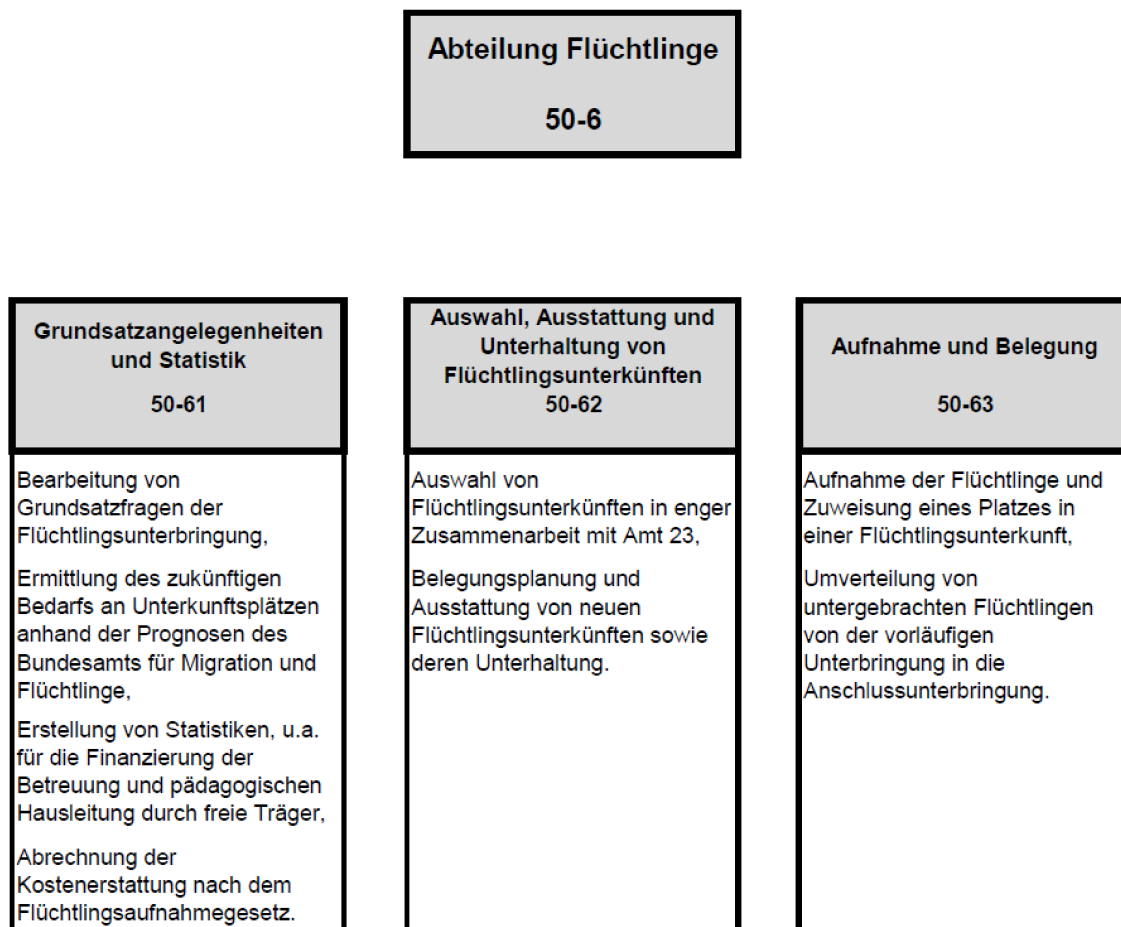 Abteilung Flüchtlinge
50-6
Grundsatzangelegenheiten
und Statistik
50-61
Bearbeitung von
Grundsatzfragen der
Flüchtlingsunterbringung,
Ermittlung des zukünftigen
Bedarfs an Unterkunftsplätzen
anhand der Prognosen des
Bundesamts für Migration und
Flüchtlinge,
Erstellung von Statistiken, u.a.
für die Finanzierung der
Betreuung und pädagogischen
Hausleitung durch freie Träger,
Abrechnung der
Kostenerstattung nach dem
Flüchtlingsaufnahmegesetz.
Auswahl, Ausstattung und
Unterhaltung von
Flüchtlingsunterkünften
50-62
Auswahl von
Flüchtlingsunterkünften in enger
Zusammenarbeit mit Amt 23,
Belegungsplanung und
Ausstattung von neuen
Flüchtlingsunterkünften sowie
deren Unterhaltung.
Aufnahme und Belegung
50-63
Aufnahme der Flüchtlinge und
Zuweisung eines Platzes in
einer Flüchtlingsunterkunft,
Umverteilung von
untergebrachten Flüchtlingen
von der vorläufigen
Unterbringung in die
Anschlussunterbringung.